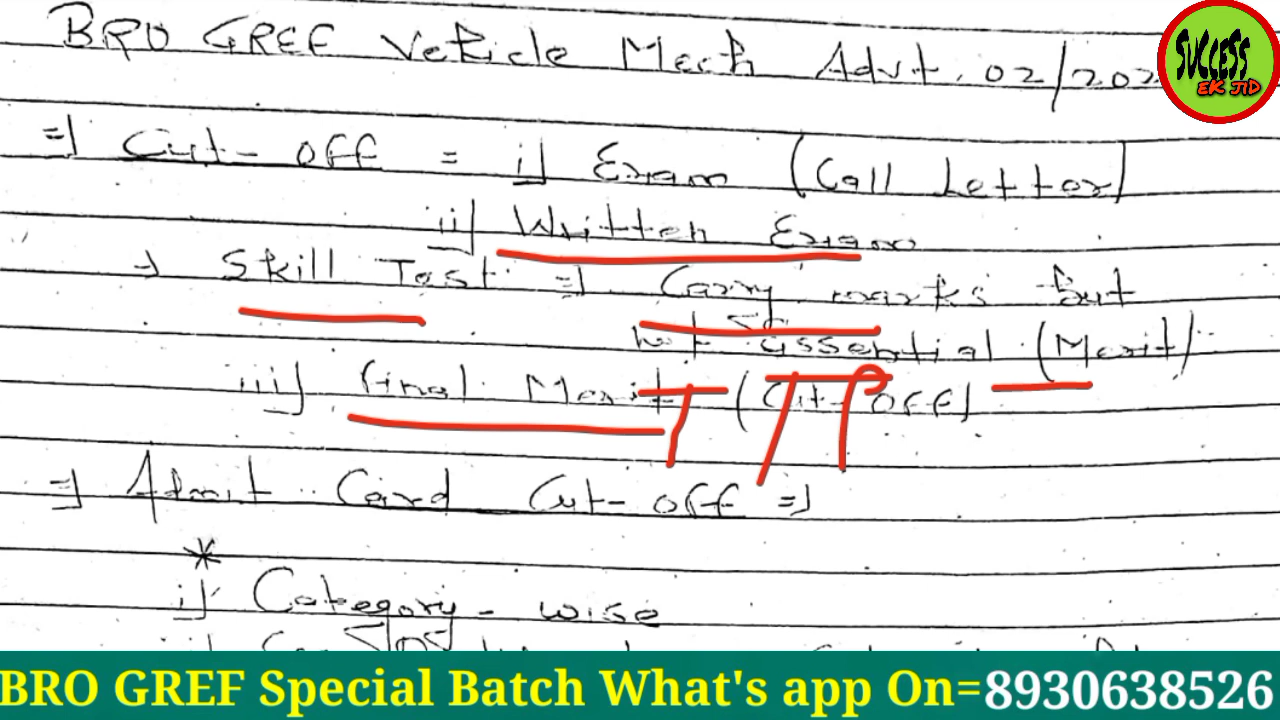 BRO GREF Vehicle Mech Advt. 02/202
SUCCESS
EK JID
=) Cut-off = i) Exam (Call Letter)
ii) Written Exam
→ Skill Test =) Carry marks but
not essential (Merit)
iii) final Merit (Cut-off)
=) Admit Card Cut-off =)
*
i) Category-wise
BRO GREF Special Batch What's app On=8930638526